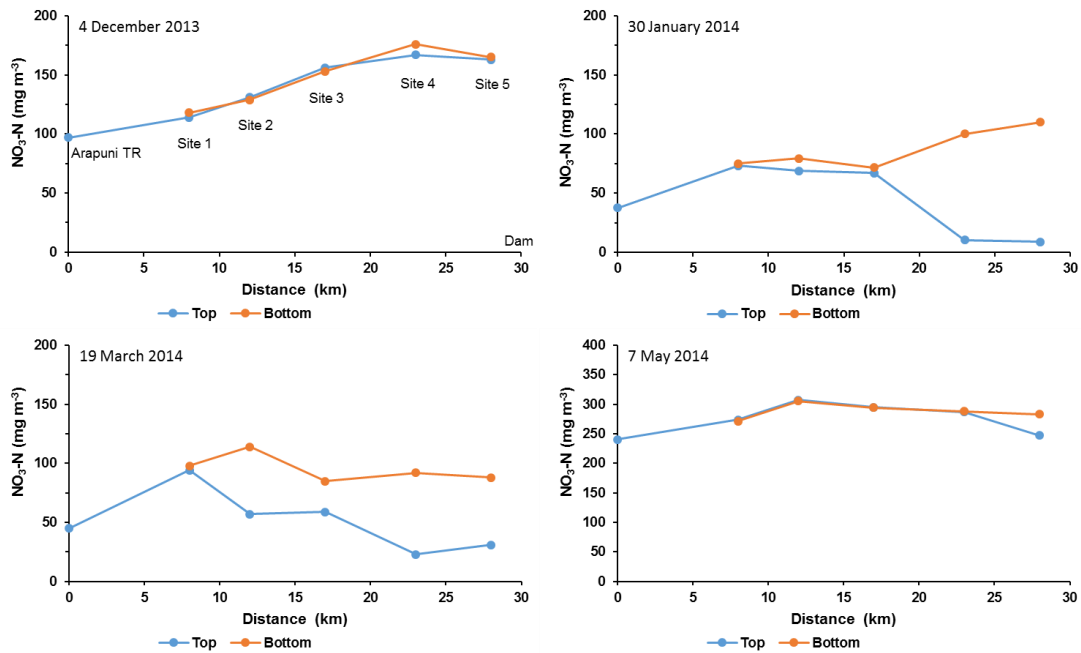 4 December 2013
NO3-N (mg m-3)
200
150
100
50
0
Arapuni TR
Site 1
Site 2
Site 3
Site 4
Site 5
Dam
0 5 10 15 20 25 30
Distance (km)
Top Bottom
30 January 2014
NO3-N (mg m-3)
200
150
100
50
0
0 5 10 15 20 25 30
Distance (km)
Top Bottom
19 March 2014
NO3-N (mg m-3)
200
150
100
50
0
0 5 10 15 20 25 30
Distance (km)
Top Bottom
7 May 2014
NO3-N (mg m-3)
400
350
300
250
200
150
100
50
0
0 5 10 15 20 25 30
Distance (km)
Top Bottom